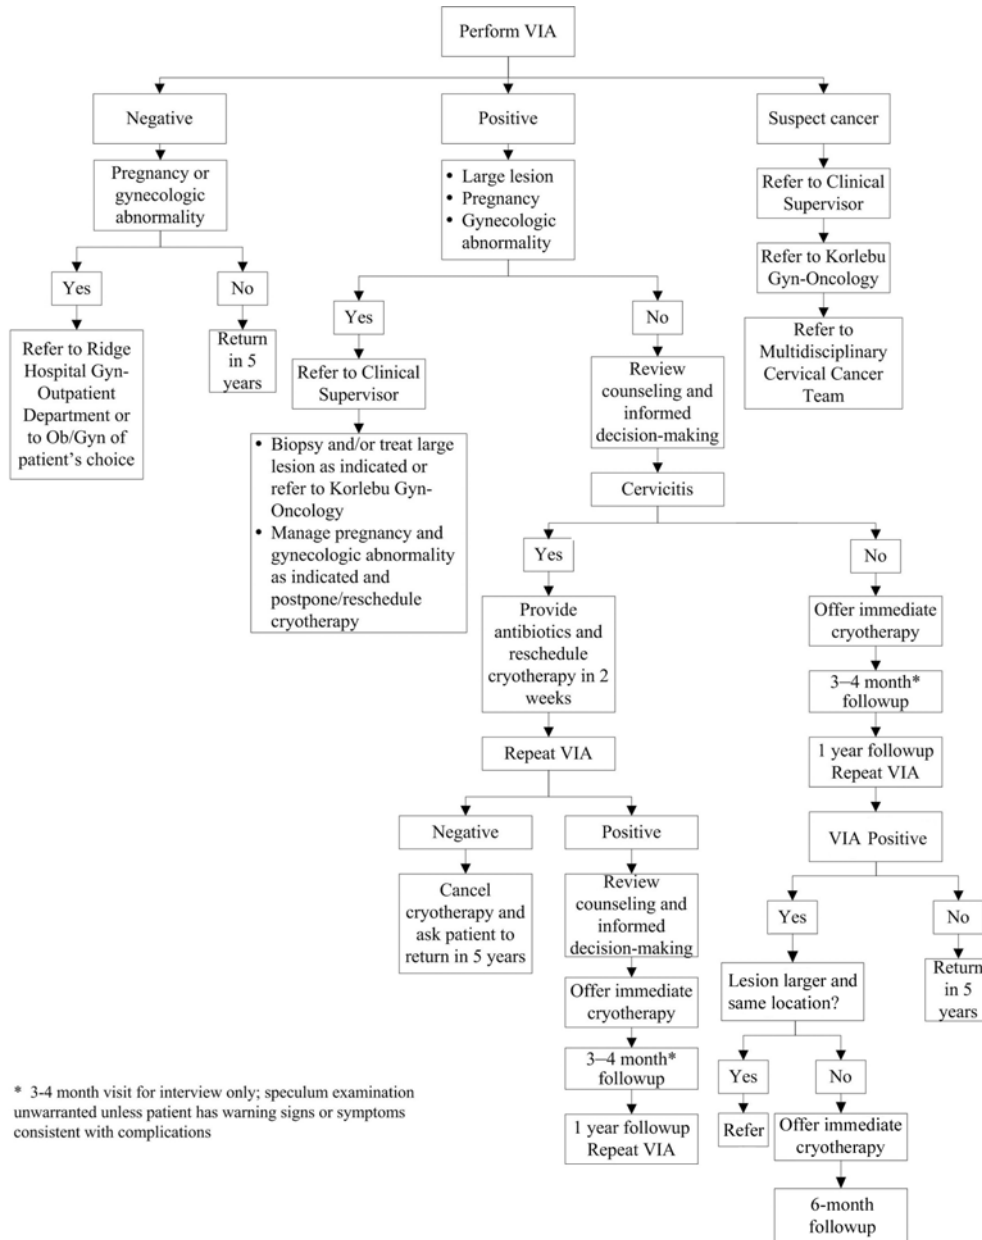 Perform VIA
Negative
Positive
Suspect cancer
Pregnancy or
gynecologic
abnormality
• Large lesion
• Pregnancy
• Gynecologic
abnormality
Refer to Clinical
Supervisor
Refer to Korlebu
Gyn-Oncology
Refer to
Multidisciplinary
Cervical Cancer
Team
Yes
No
Refer to Ridge
Hospital Gyn-
Outpatient
Department or
to Ob/Gyn of
patient's choice
Return
in 5
years
Yes
No
Refer to Clinical
Supervisor
• Biopsy and/or treat large
lesion as indicated or
refer to Korlebu Gyn-
Oncology
• Manage pregnancy and
gynecologic abnormality
as indicated and
postpone/reschedule
cryotherapy
Review
counseling and
informed
decision-making
Cervicitis
Yes
No
Provide
antibiotics and
reschedule
cryotherapy in 2
weeks
Repeat VIA
Negative
Positive
Cancel
cryotherapy and
ask patient to
return in 5 years
Review
counseling and
informed
decision-making
Offer immediate
cryotherapy
3–4 month*
followup
1 year followup
Repeat VIA
Offer immediate
cryotherapy
3–4 month*
followup
1 year followup
Repeat VIA
VIA Positive
Yes
No
Lesion larger and
same location?
Return
in 5
years
Yes
No
Refer
Offer immediate
cryotherapy
6-month
followup
* 3-4 month visit for interview only; speculum examination
unwarranted unless patient has warning signs or symptoms
consistent with complications